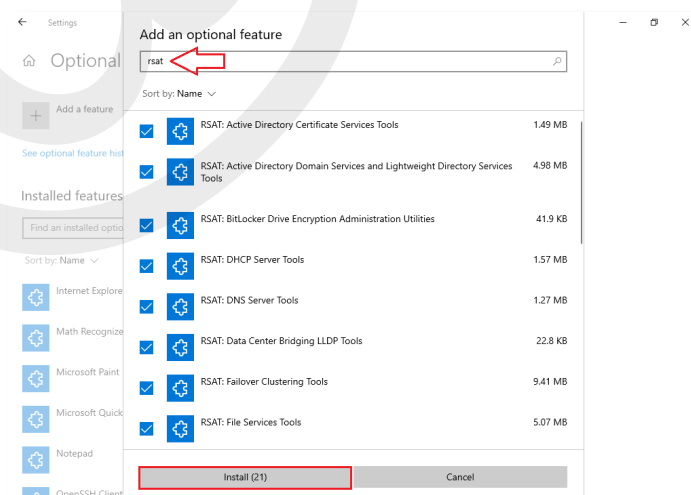 Settings
Optional
Add a feature
See optional feature hist
Installed features
Find an installed optio
Sort by: Name
Internet Explore
Math Recognize
Microsoft Paint
Microsoft Quick
Notepad
OpenSSH Client
Add an optional feature
rsat
Sort by: Name
RSAT: Active Directory Certificate Services Tools 1.49 MB
RSAT: Active Directory Domain Services and Lightweight Directory Services 4.98 MB
Tools
RSAT: BitLocker Drive Encryption Administration Utilities 41.9 KB
RSAT: DHCP Server Tools 1.57 MB
RSAT: DNS Server Tools 1.27 MB
RSAT: Data Center Bridging LLDP Tools 22.8 KB
RSAT: Failover Clustering Tools 9.41 MB
RSAT: File Services Tools 5.07 MB
Install (21) Cancel